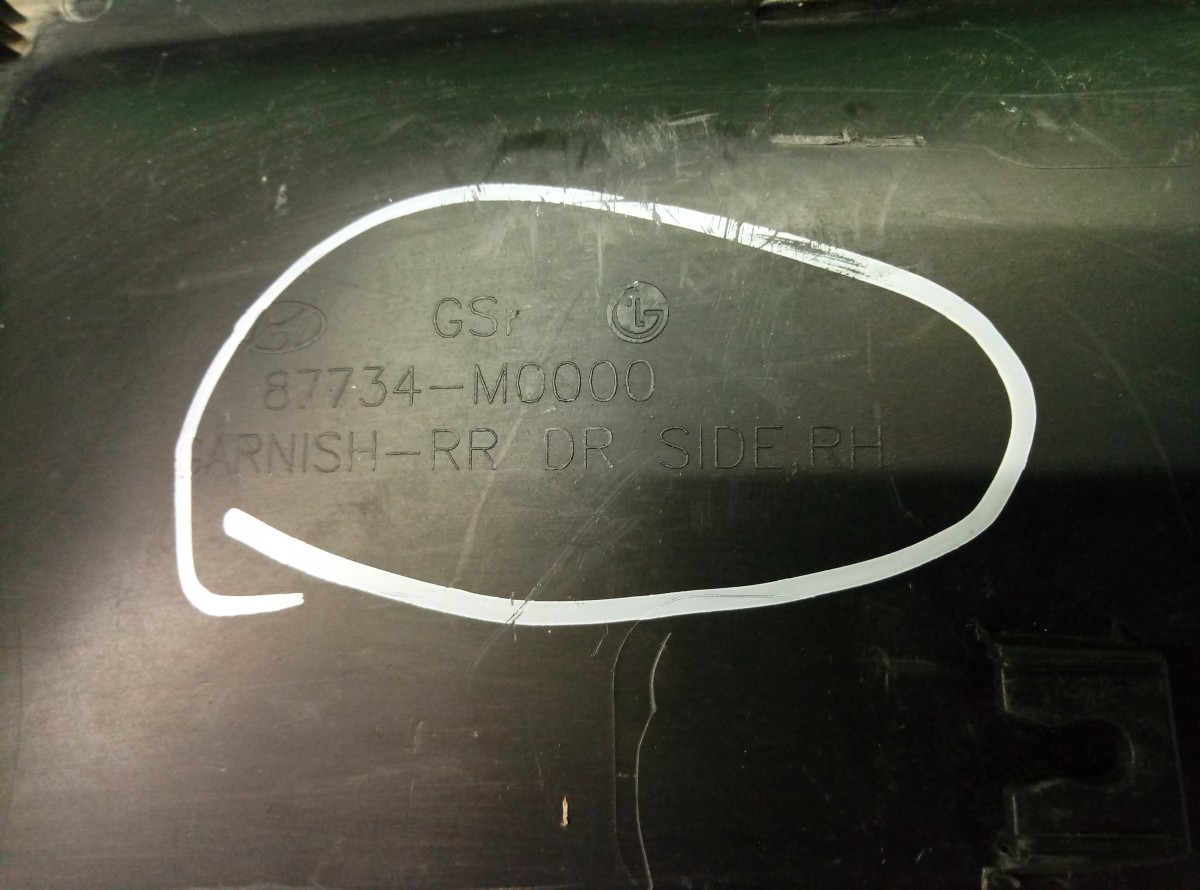 GSr
87734-M0000
GARNISH-RR DR SIDE,RH